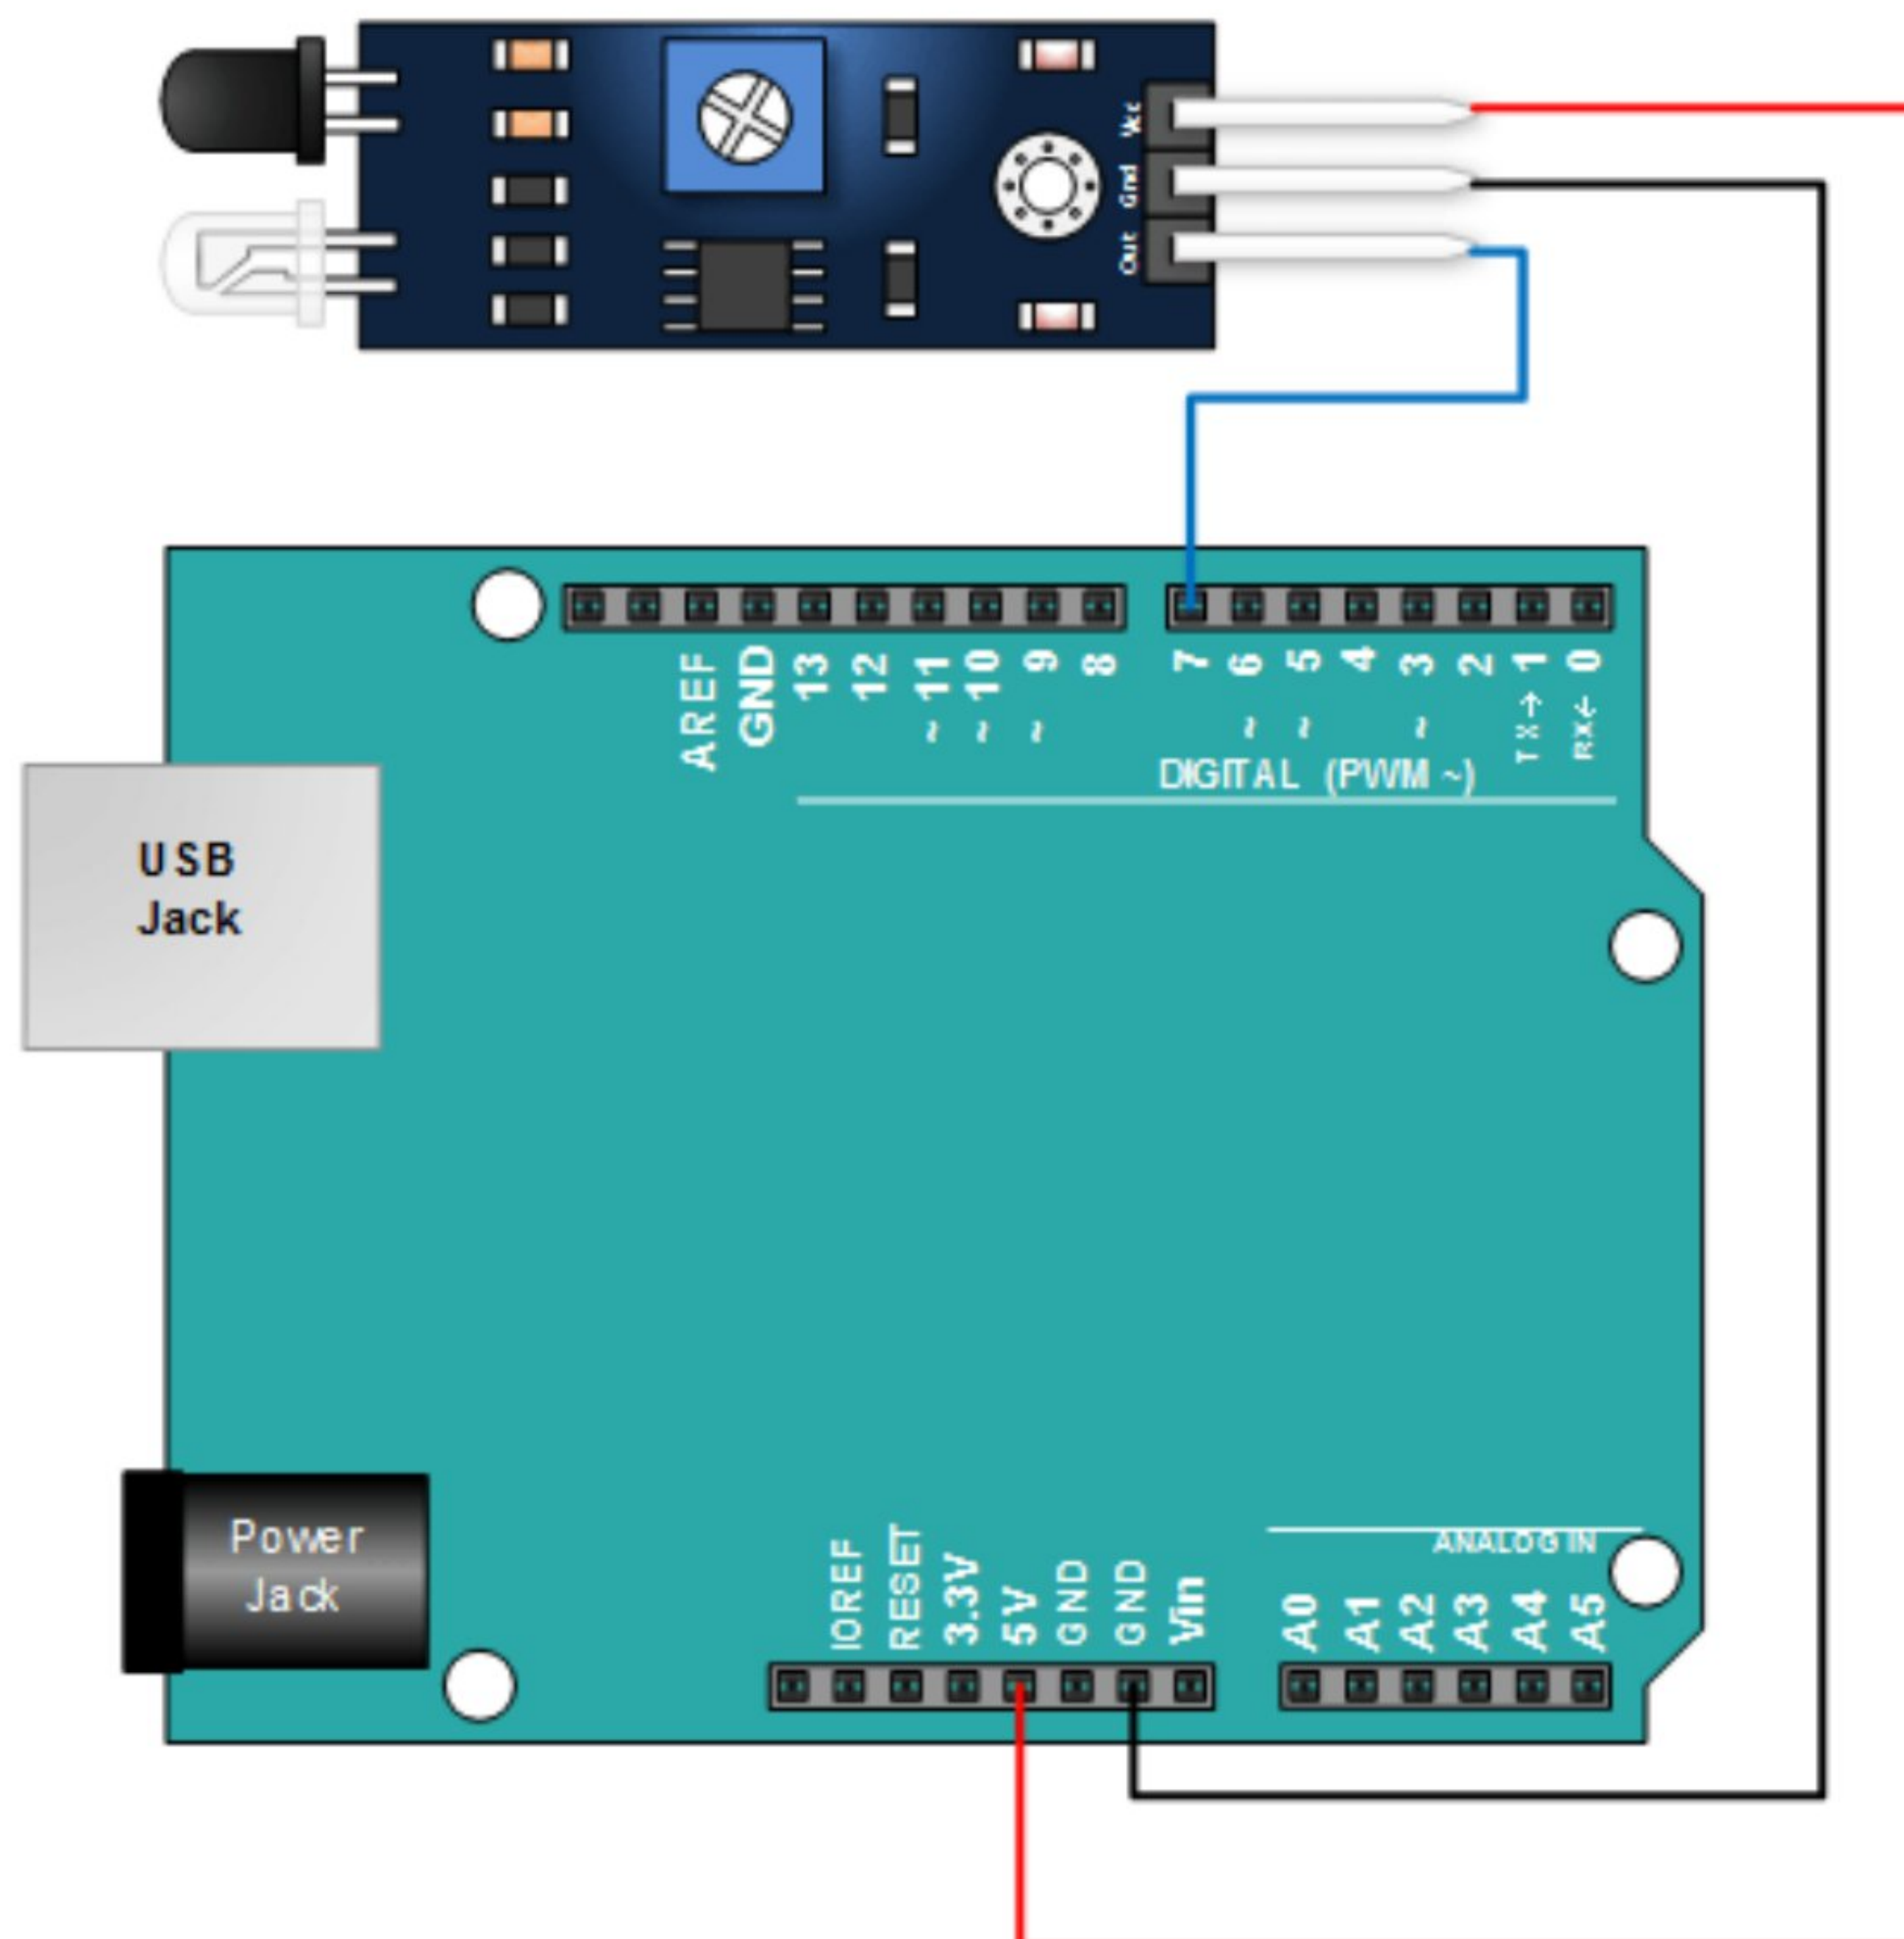 Vcc
Gnd
Out
AREF
GND
13
12
~11
~10
~9
8
7
~6
~5
4
~3
2
TX→1
RX←0
DIGITAL (PWM ~)
USB
Jack
Power
Jack
IOREF
RESET
3.3V
5V
GND
GND
Vin
ANALOG IN
A0
A1
A2
A3
A4
A5